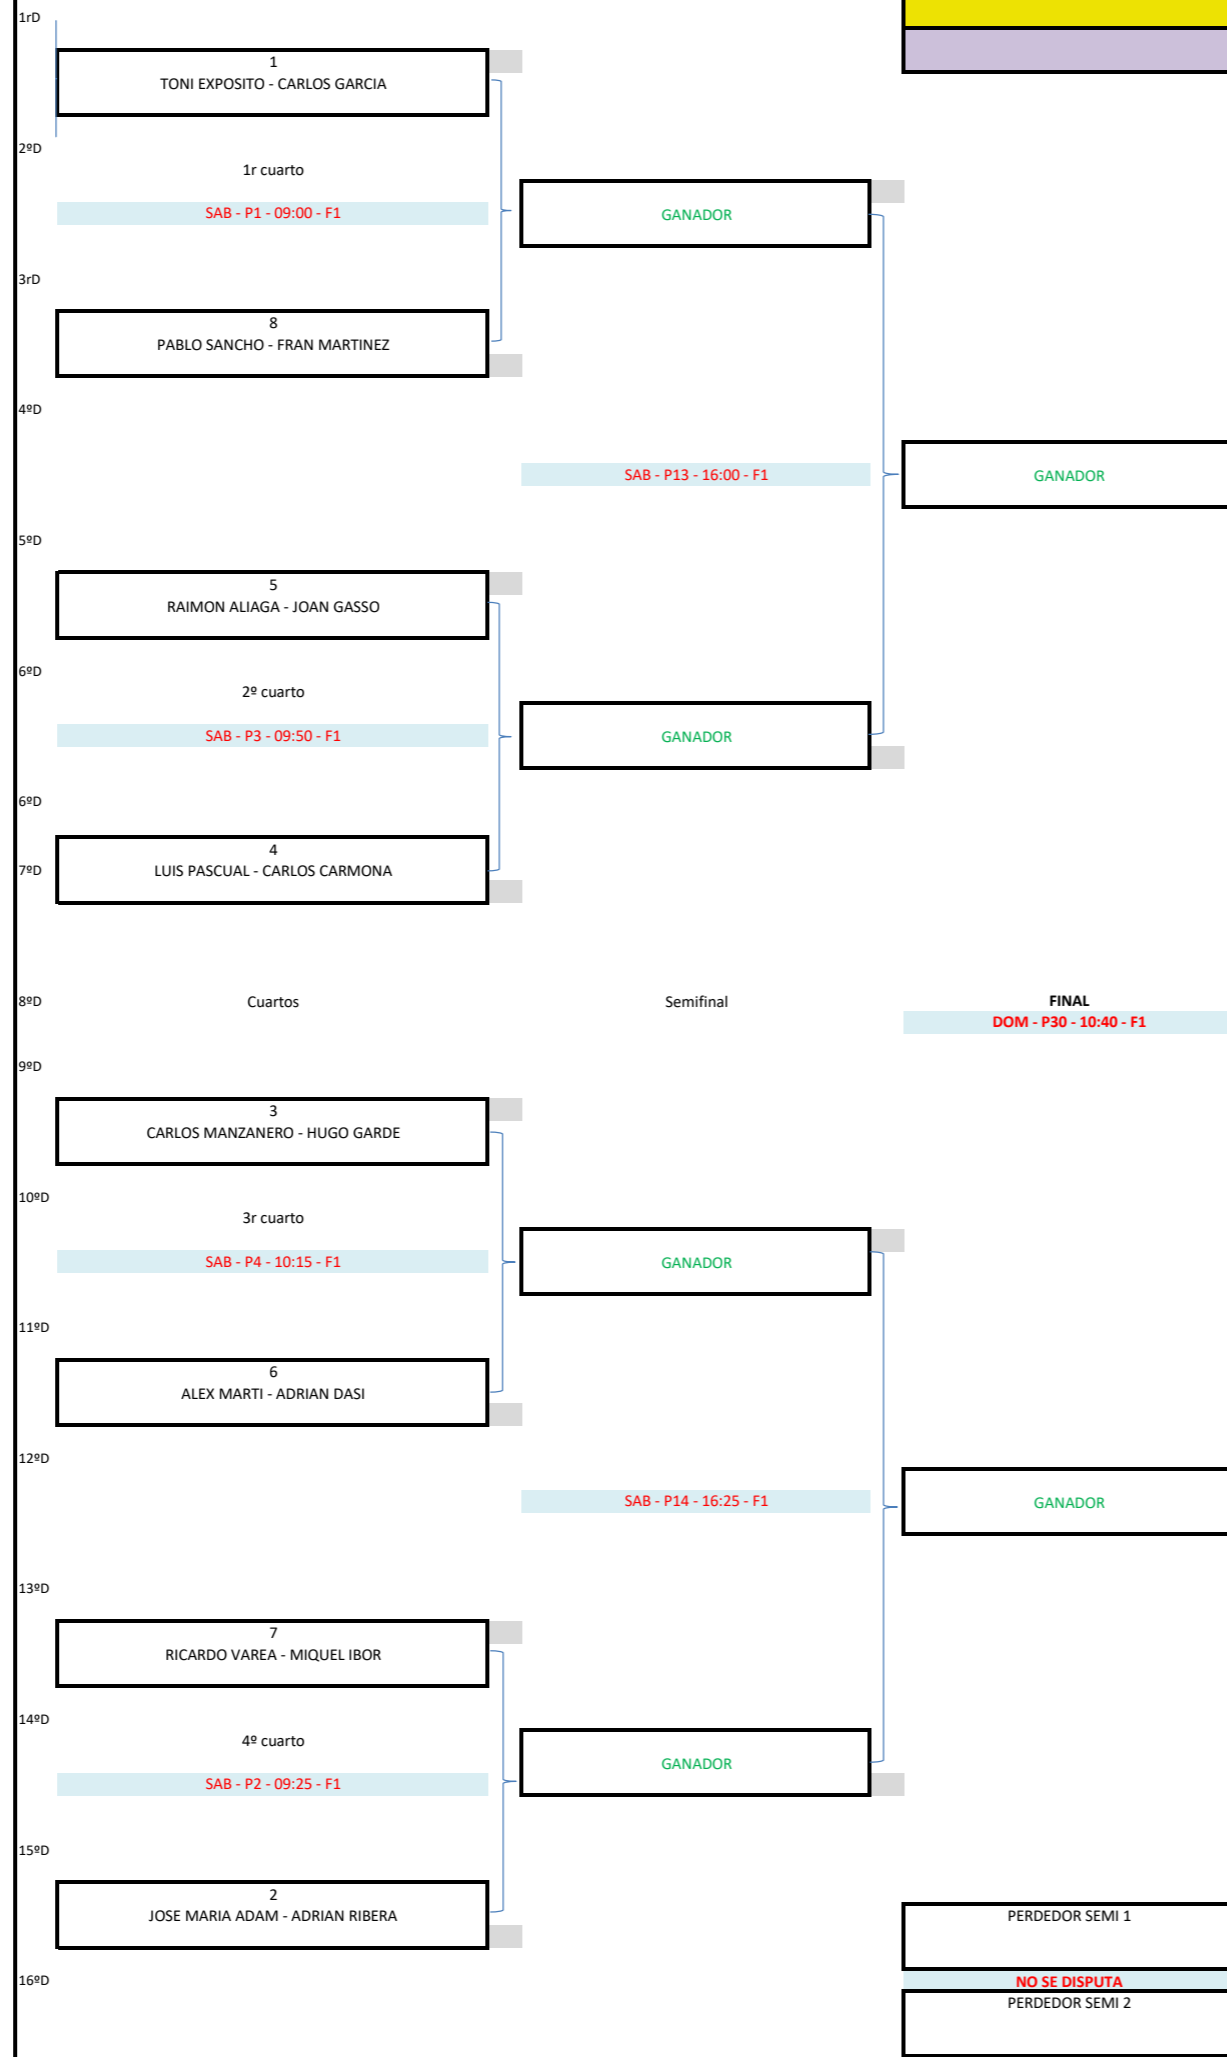 1rD
1
TONI EXPOSITO - CARLOS GARCIA
2ºD
1r cuarto
SAB - P1 - 09:00 - F1
GANADOR
3rD
8
PABLO SANCHO - FRAN MARTINEZ
4ºD
SAB - P13 - 16:00 - F1
GANADOR
5ºD
5
RAIMON ALIAGA - JOAN GASSO
6ºD
2º cuarto
SAB - P3 - 09:50 - F1
GANADOR
6ºD
4
7ºD
LUIS PASCUAL - CARLOS CARMONA
8ºD
Cuartos
Semifinal
FINAL
DOM - P30 - 10:40 - F1
9ºD
3
CARLOS MANZANERO - HUGO GARDE
10ºD
3r cuarto
SAB - P4 - 10:15 - F1
GANADOR
11ºD
6
ALEX MARTI - ADRIAN DASI
12ºD
SAB - P14 - 16:25 - F1
GANADOR
13ºD
7
RICARDO VAREA - MIQUEL IBOR
14ºD
4º cuarto
SAB - P2 - 09:25 - F1
GANADOR
15ºD
2
JOSE MARIA ADAM - ADRIAN RIBERA
PERDEDOR SEMI 1
16ºD
NO SE DISPUTA
PERDEDOR SEMI 2